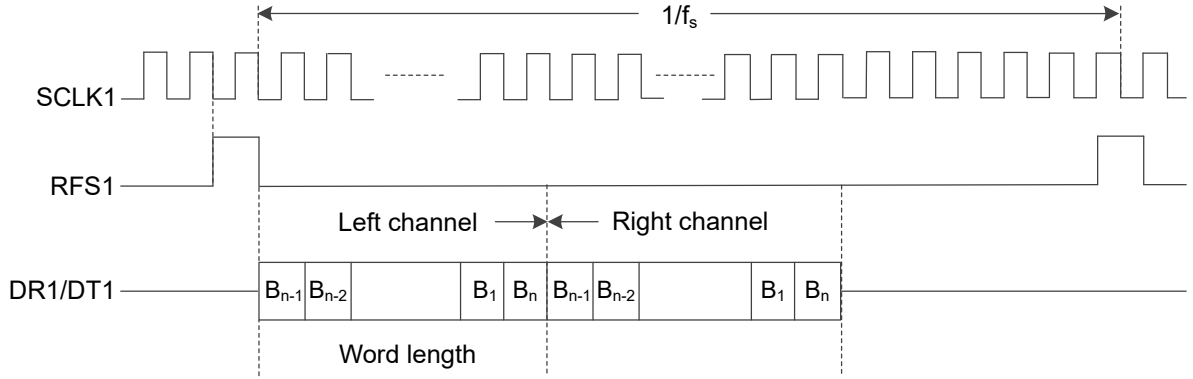 1/fs
SCLK1
RFS1
Left channel Right channel
DR1/DT1 Bn-1 Bn-2 B1 Bn Bn-1 Bn-2 B1 Bn
Word length